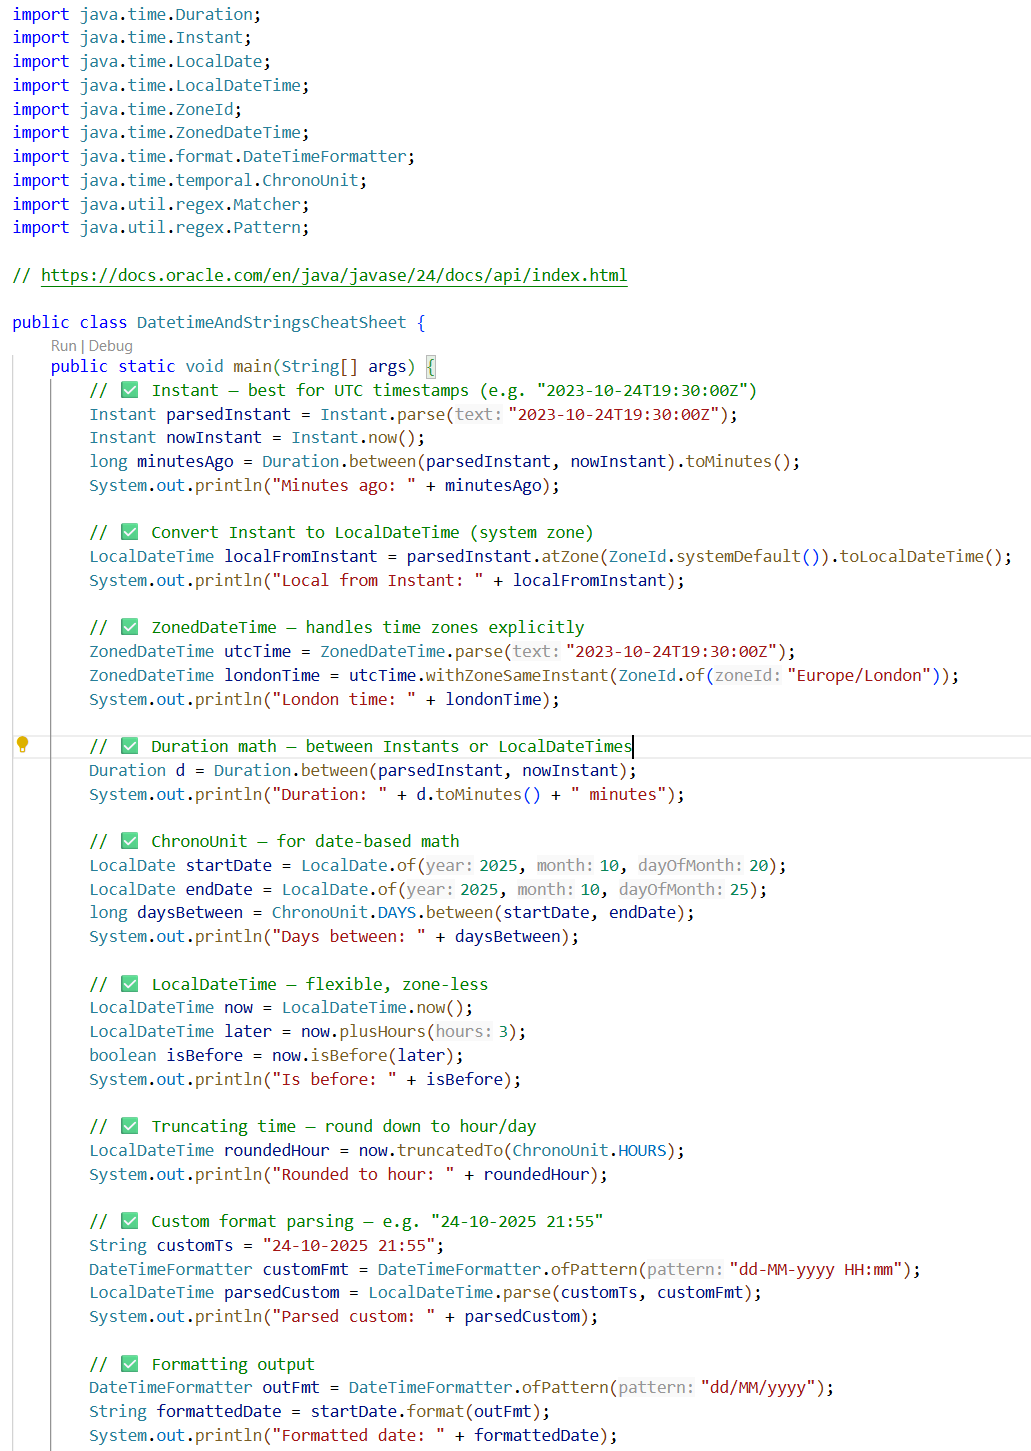 import java.time.Duration;
import java.time.Instant;
import java.time.LocalDate;
import java.time.LocalDateTime;
import java.time.ZoneId;
import java.time.ZonedDateTime;
import java.time.format.DateTimeFormatter;
import java.time.temporal.ChronoUnit;
import java.util.regex.Matcher;
import java.util.regex.Pattern;

// https://docs.oracle.com/en/java/javase/24/docs/api/index.html

public class DatetimeAndStringsCheatSheet {
Run | Debug
    public static void main(String[] args) {
        // ✅ Instant – best for UTC timestamps (e.g. "2023-10-24T19:30:00Z")
        Instant parsedInstant = Instant.parse(text: "2023-10-24T19:30:00Z");
        Instant nowInstant = Instant.now();
        long minutesAgo = Duration.between(parsedInstant, nowInstant).toMinutes();
        System.out.println("Minutes ago: " + minutesAgo);

        // ✅ Convert Instant to LocalDateTime (system zone)
        LocalDateTime localFromInstant = parsedInstant.atZone(ZoneId.systemDefault()).toLocalDateTime();
        System.out.println("Local from Instant: " + localFromInstant);

        // ✅ ZonedDateTime – handles time zones explicitly
        ZonedDateTime utcTime = ZonedDateTime.parse(text: "2023-10-24T19:30:00Z");
        ZonedDateTime londonTime = utcTime.withZoneSameInstant(ZoneId.of(zoneId: "Europe/London"));
        System.out.println("London time: " + londonTime);

        // ✅ Duration math – between Instants or LocalDateTimes
        Duration d = Duration.between(parsedInstant, nowInstant);
        System.out.println("Duration: " + d.toMinutes() + " minutes");

        // ✅ ChronoUnit – for date-based math
        LocalDate startDate = LocalDate.of(year: 2025, month: 10, dayOfMonth: 20);
        LocalDate endDate = LocalDate.of(year: 2025, month: 10, dayOfMonth: 25);
        long daysBetween = ChronoUnit.DAYS.between(startDate, endDate);
        System.out.println("Days between: " + daysBetween);

        // ✅ LocalDateTime – flexible, zone-less
        LocalDateTime now = LocalDateTime.now();
        LocalDateTime later = now.plusHours(hours: 3);
        boolean isBefore = now.isBefore(later);
        System.out.println("Is before: " + isBefore);

        // ✅ Truncating time – round down to hour/day
        LocalDateTime roundedHour = now.truncatedTo(ChronoUnit.HOURS);
        System.out.println("Rounded to hour: " + roundedHour);

        // ✅ Custom format parsing – e.g. "24-10-2025 21:55"
        String customTs = "24-10-2025 21:55";
        DateTimeFormatter customFmt = DateTimeFormatter.ofPattern(pattern: "dd-MM-yyyy HH:mm");
        LocalDateTime parsedCustom = LocalDateTime.parse(customTs, customFmt);
        System.out.println("Parsed custom: " + parsedCustom);

        // ✅ Formatting output
        DateTimeFormatter outFmt = DateTimeFormatter.ofPattern(pattern: "dd/MM/yyyy");
        String formattedDate = startDate.format(outFmt);
        System.out.println("Formatted date: " + formattedDate);